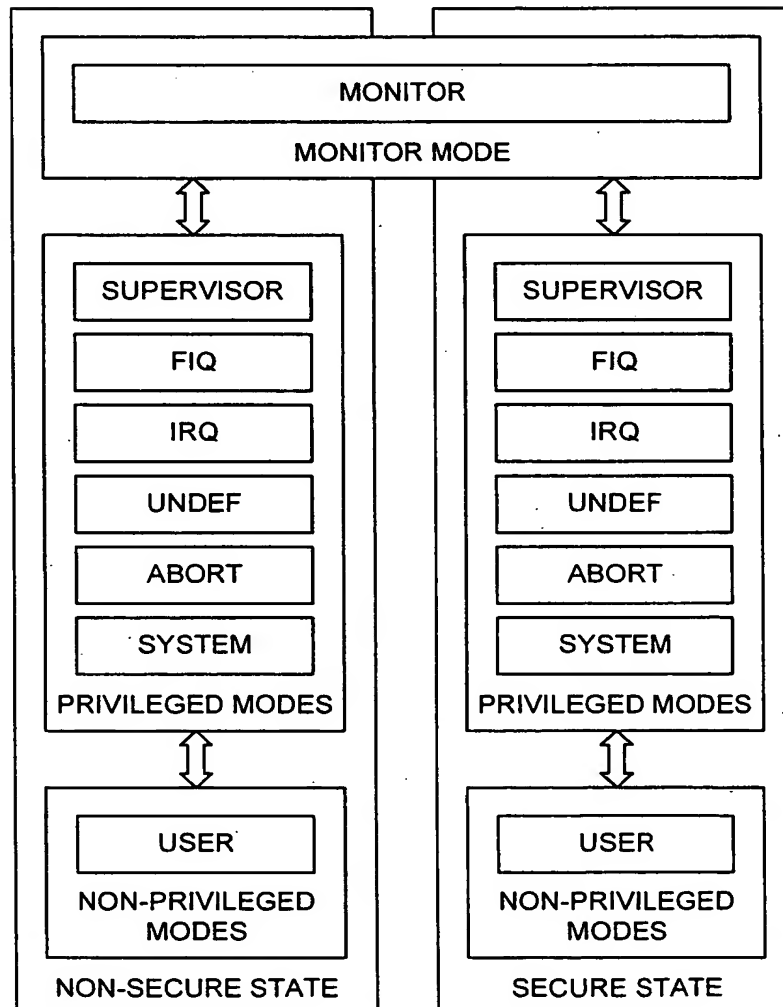 MONITOR
MONITOR MODE
SUPERVISOR
FIQ
IRQ
UNDEF
ABORT
SYSTEM
PRIVILEGED MODES
USER
NON-PRIVILEGED
MODES
NON-SECURE STATE
SUPERVISOR
FIQ
IRQ
UNDEF
ABORT
SYSTEM
PRIVILEGED MODES
USER
NON-PRIVILEGED
MODES
SECURE STATE